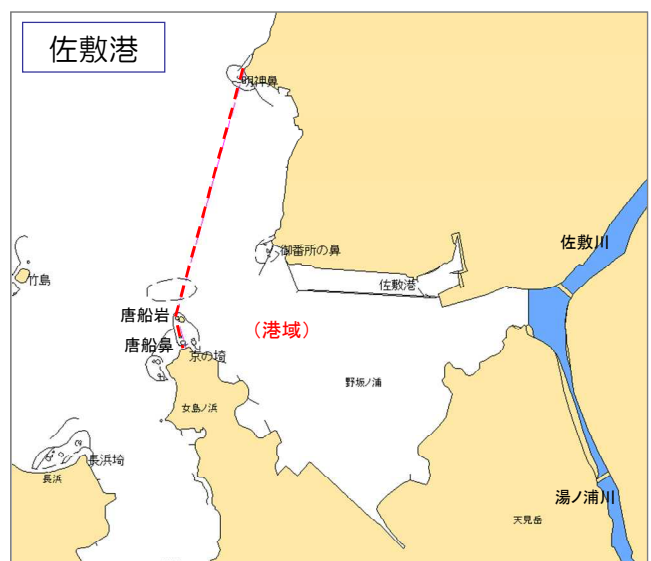 佐敷港
明神鼻
佐敷川
御番所の鼻
竹島
佐敷港
唐船岩
(港域)
唐船鼻
京の埼
野坂ノ浦
女島ノ浜
長浜埼
長浜
湯ノ浦川
天見岳